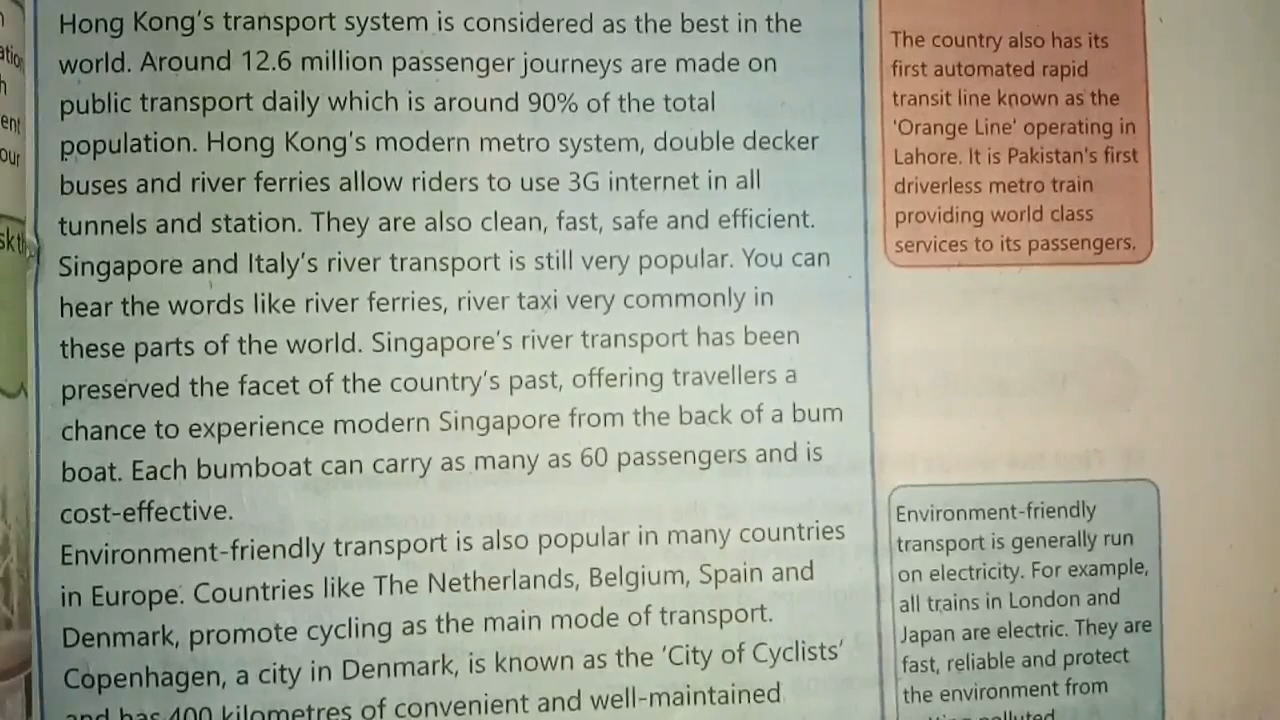 Hong Kong's transport system is considered as the best in the
world. Around 12.6 million passenger journeys are made on
public transport daily which is around 90% of the total
population. Hong Kong's modern metro system, double decker
buses and river ferries allow riders to use 3G internet in all
tunnels and station. They are also clean, fast, safe and efficient.
Singapore and Italy's river transport is still very popular. You can
hear the words like river ferries, river taxi very commonly in
these parts of the world. Singapore's river transport has been
preserved the facet of the country's past, offering travellers a
chance to experience modern Singapore from the back of a bum
boat. Each bumboat can carry as many as 60 passengers and is
cost-effective.
Environment-friendly transport is also popular in many countries
in Europe. Countries like The Netherlands, Belgium, Spain and
Denmark, promote cycling as the main mode of transport.
Copenhagen, a city in Denmark, is known as the 'City of Cyclists'
and has 400 kilometres of convenient and well-maintained
The country also has its
first automated rapid
transit line known as the
'Orange Line' operating in
Lahore. It is Pakistan's first
driverless metro train
providing world class
services to its passengers.
Environment-friendly
transport is generally run
on electricity. For example,
all trains in London and
Japan are electric. They are
fast, reliable and protect
the environment from
polluted